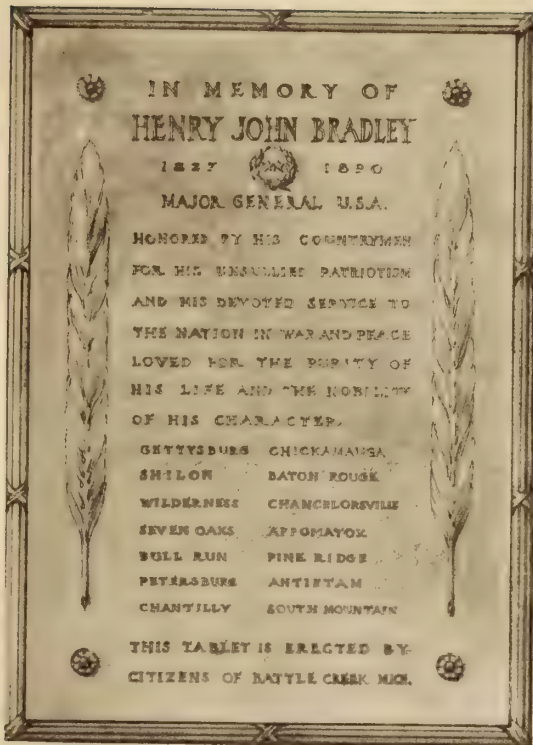 IN MEMORY OF
HENRY JOHN BRADLEY
1827 1890
MAJOR GENERAL U.S.A.
HONORED BY HIS COUNTRYMEN
FOR HIS UNSULLIED PATRIOTISM
AND HIS DEVOTED SERVICE TO
THE NATION IN WAR AND PEACE
LOVED FOR THE PURITY OF
HIS LIFE AND THE NOBILITY
OF HIS CHARACTER.
GETTYSBURG CHICKAMAUGA
SHILOH BATON ROUGE
WILDERNESS CHANCELORSVILLE
SEVEN OAKS APPOMATOX
BULL RUN PINE RIDGE
PETERSBURG ANTIETAM
CHANTILLY SOUTH MOUNTAIN
THIS TABLET IS ERECTED BY
CITIZENS OF BATTLE CREEK MICH.